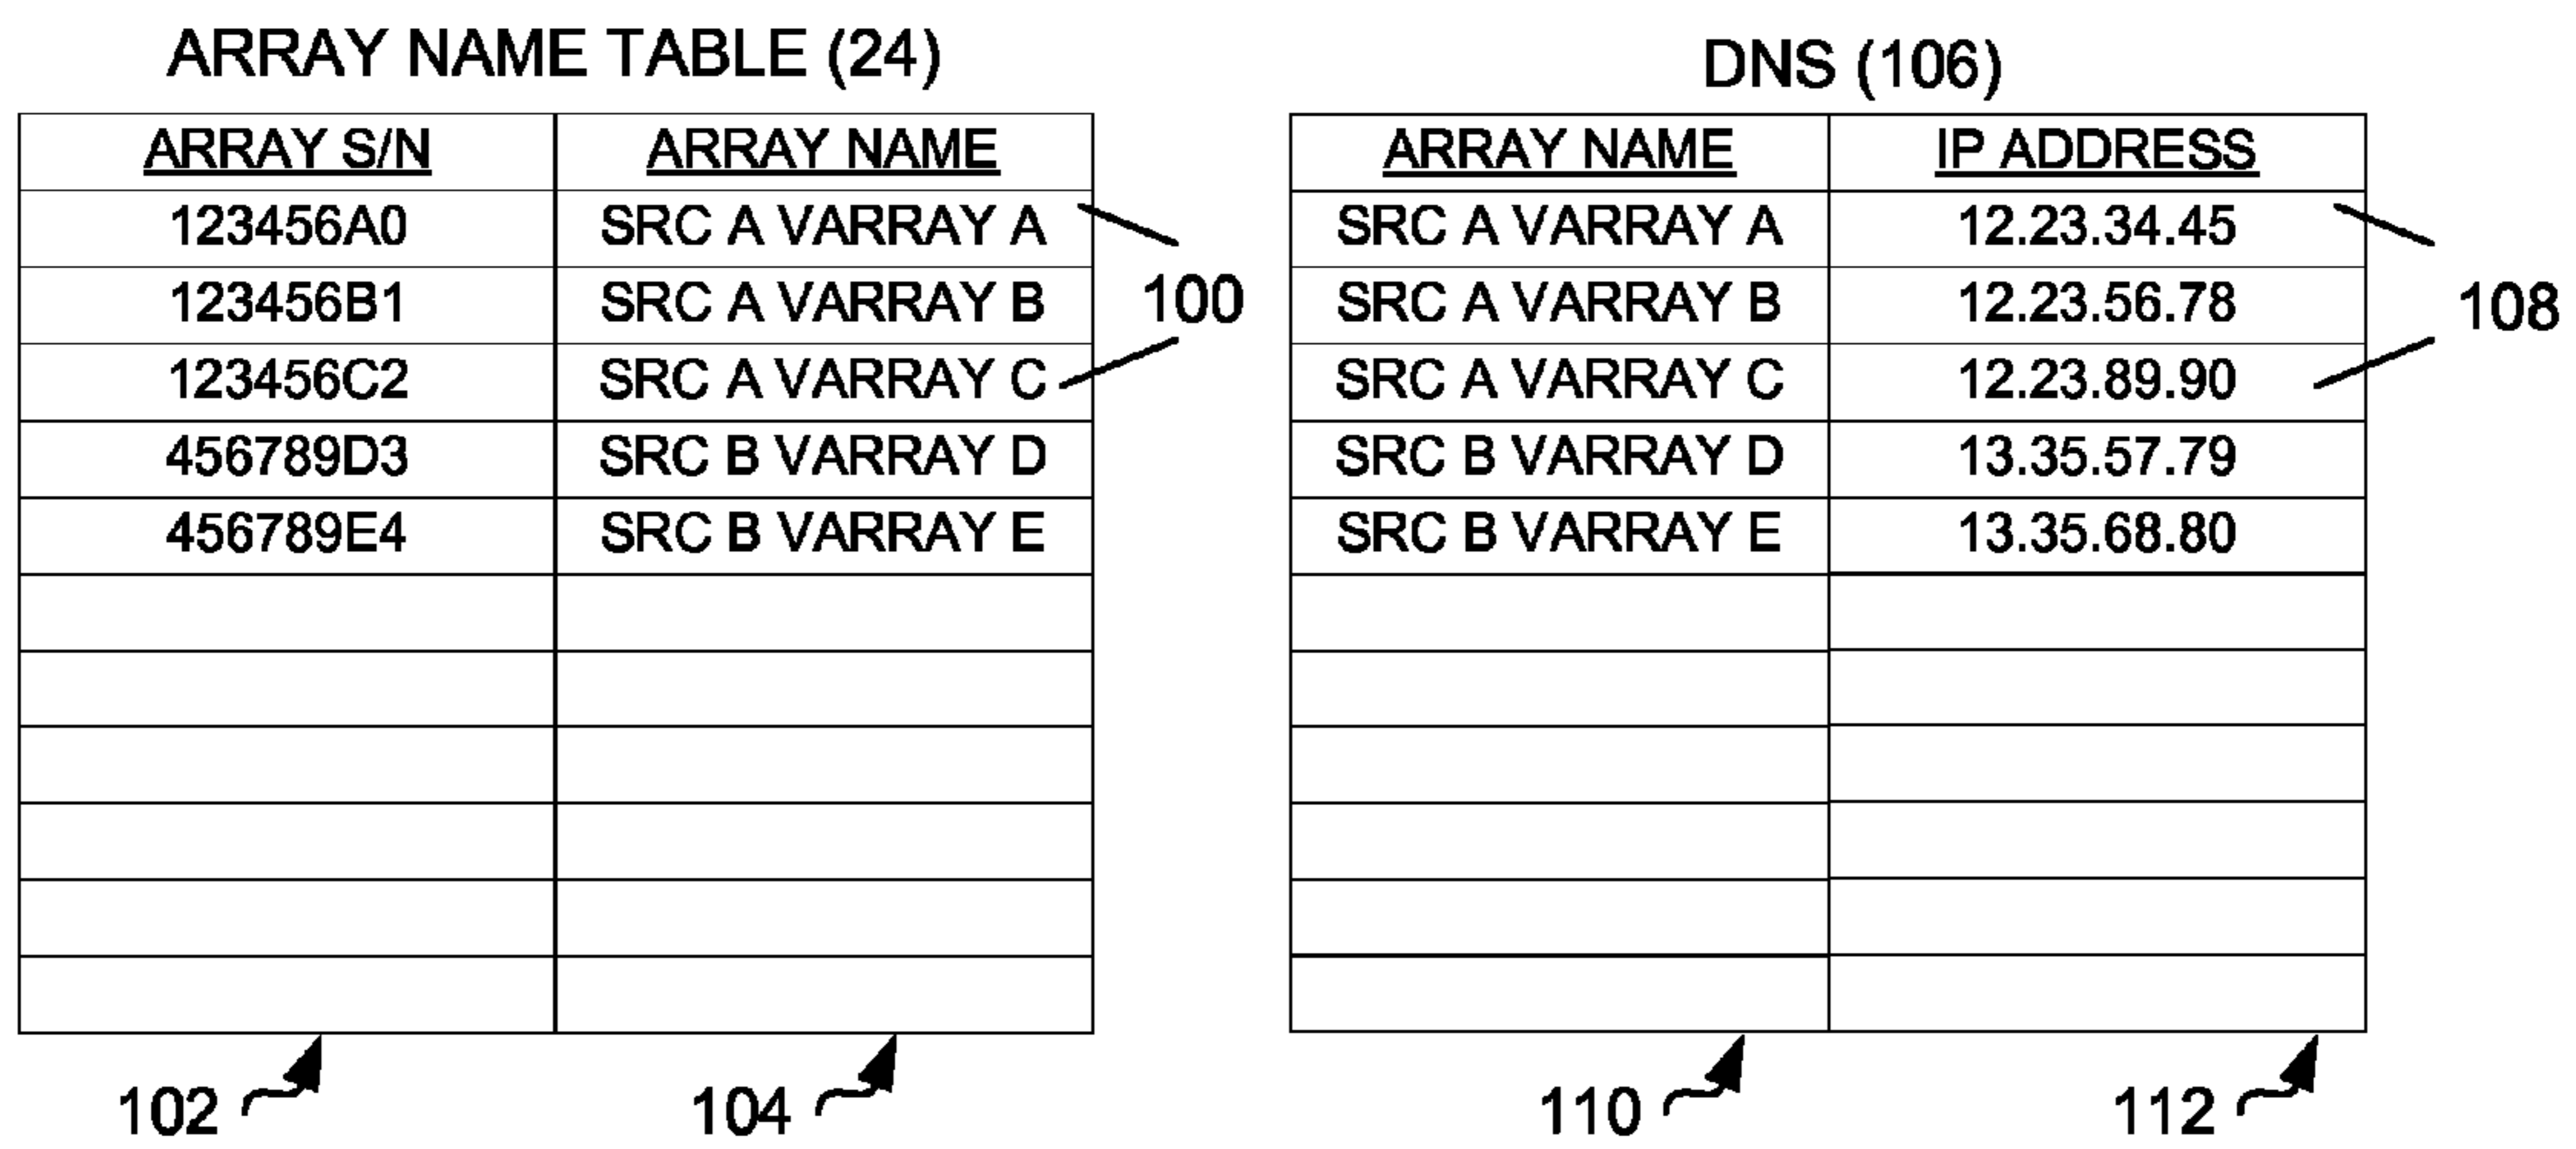 ARRAY NAME TABLE (24)
ARRAY S/N ARRAY NAME
123456A0 SRC A VARRAY A
123456B1 SRC A VARRAY B
123456C2 SRC A VARRAY C
456789D3 SRC B VARRAY D
456789E4 SRC B VARRAY E
100
102
104
DNS (106)
ARRAY NAME IP ADDRESS
SRC A VARRAY A 12.23.34.45
SRC A VARRAY B 12.23.56.78
SRC A VARRAY C 12.23.89.90
SRC B VARRAY D 13.35.57.79
SRC B VARRAY E 13.35.68.80
108
110
112